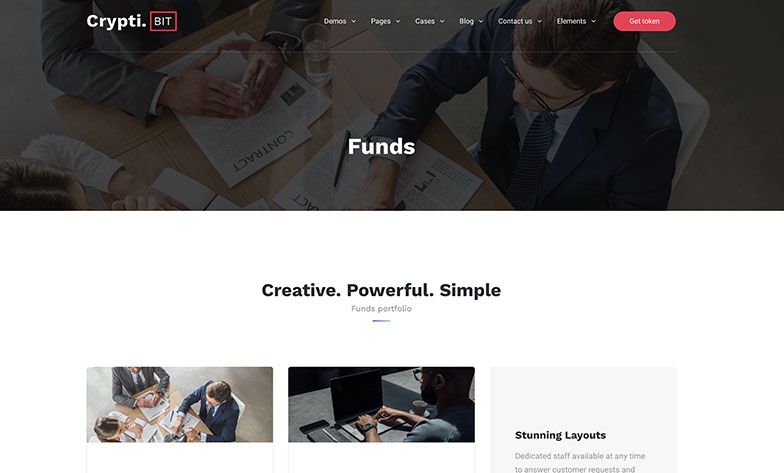 Crypti. BIT
Demos
Pages
Cases
Blog
Contact us
Elements
Get token
CONTRACT
Funds
Creative. Powerful. Simple
Funds portfolio
Stunning Layouts
Dedicated staff available at any time
to answer customer requests and